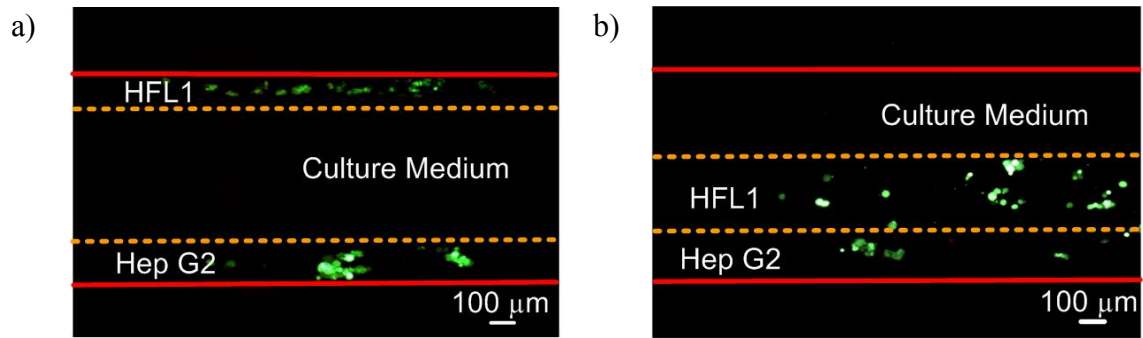 a)
HFL1
Culture Medium
Hep G2
100 μm
b)
Culture Medium
HFL1
Hep G2
100 μm